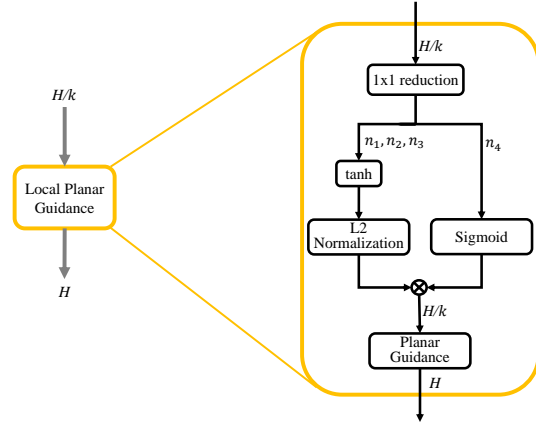 H/k
Local Planar
Guidance
H
H/k
1x1 reduction
n₁, n₂, n₃
n₄
tanh
L2
Normalization
Sigmoid
H/k
Planar
Guidance
H